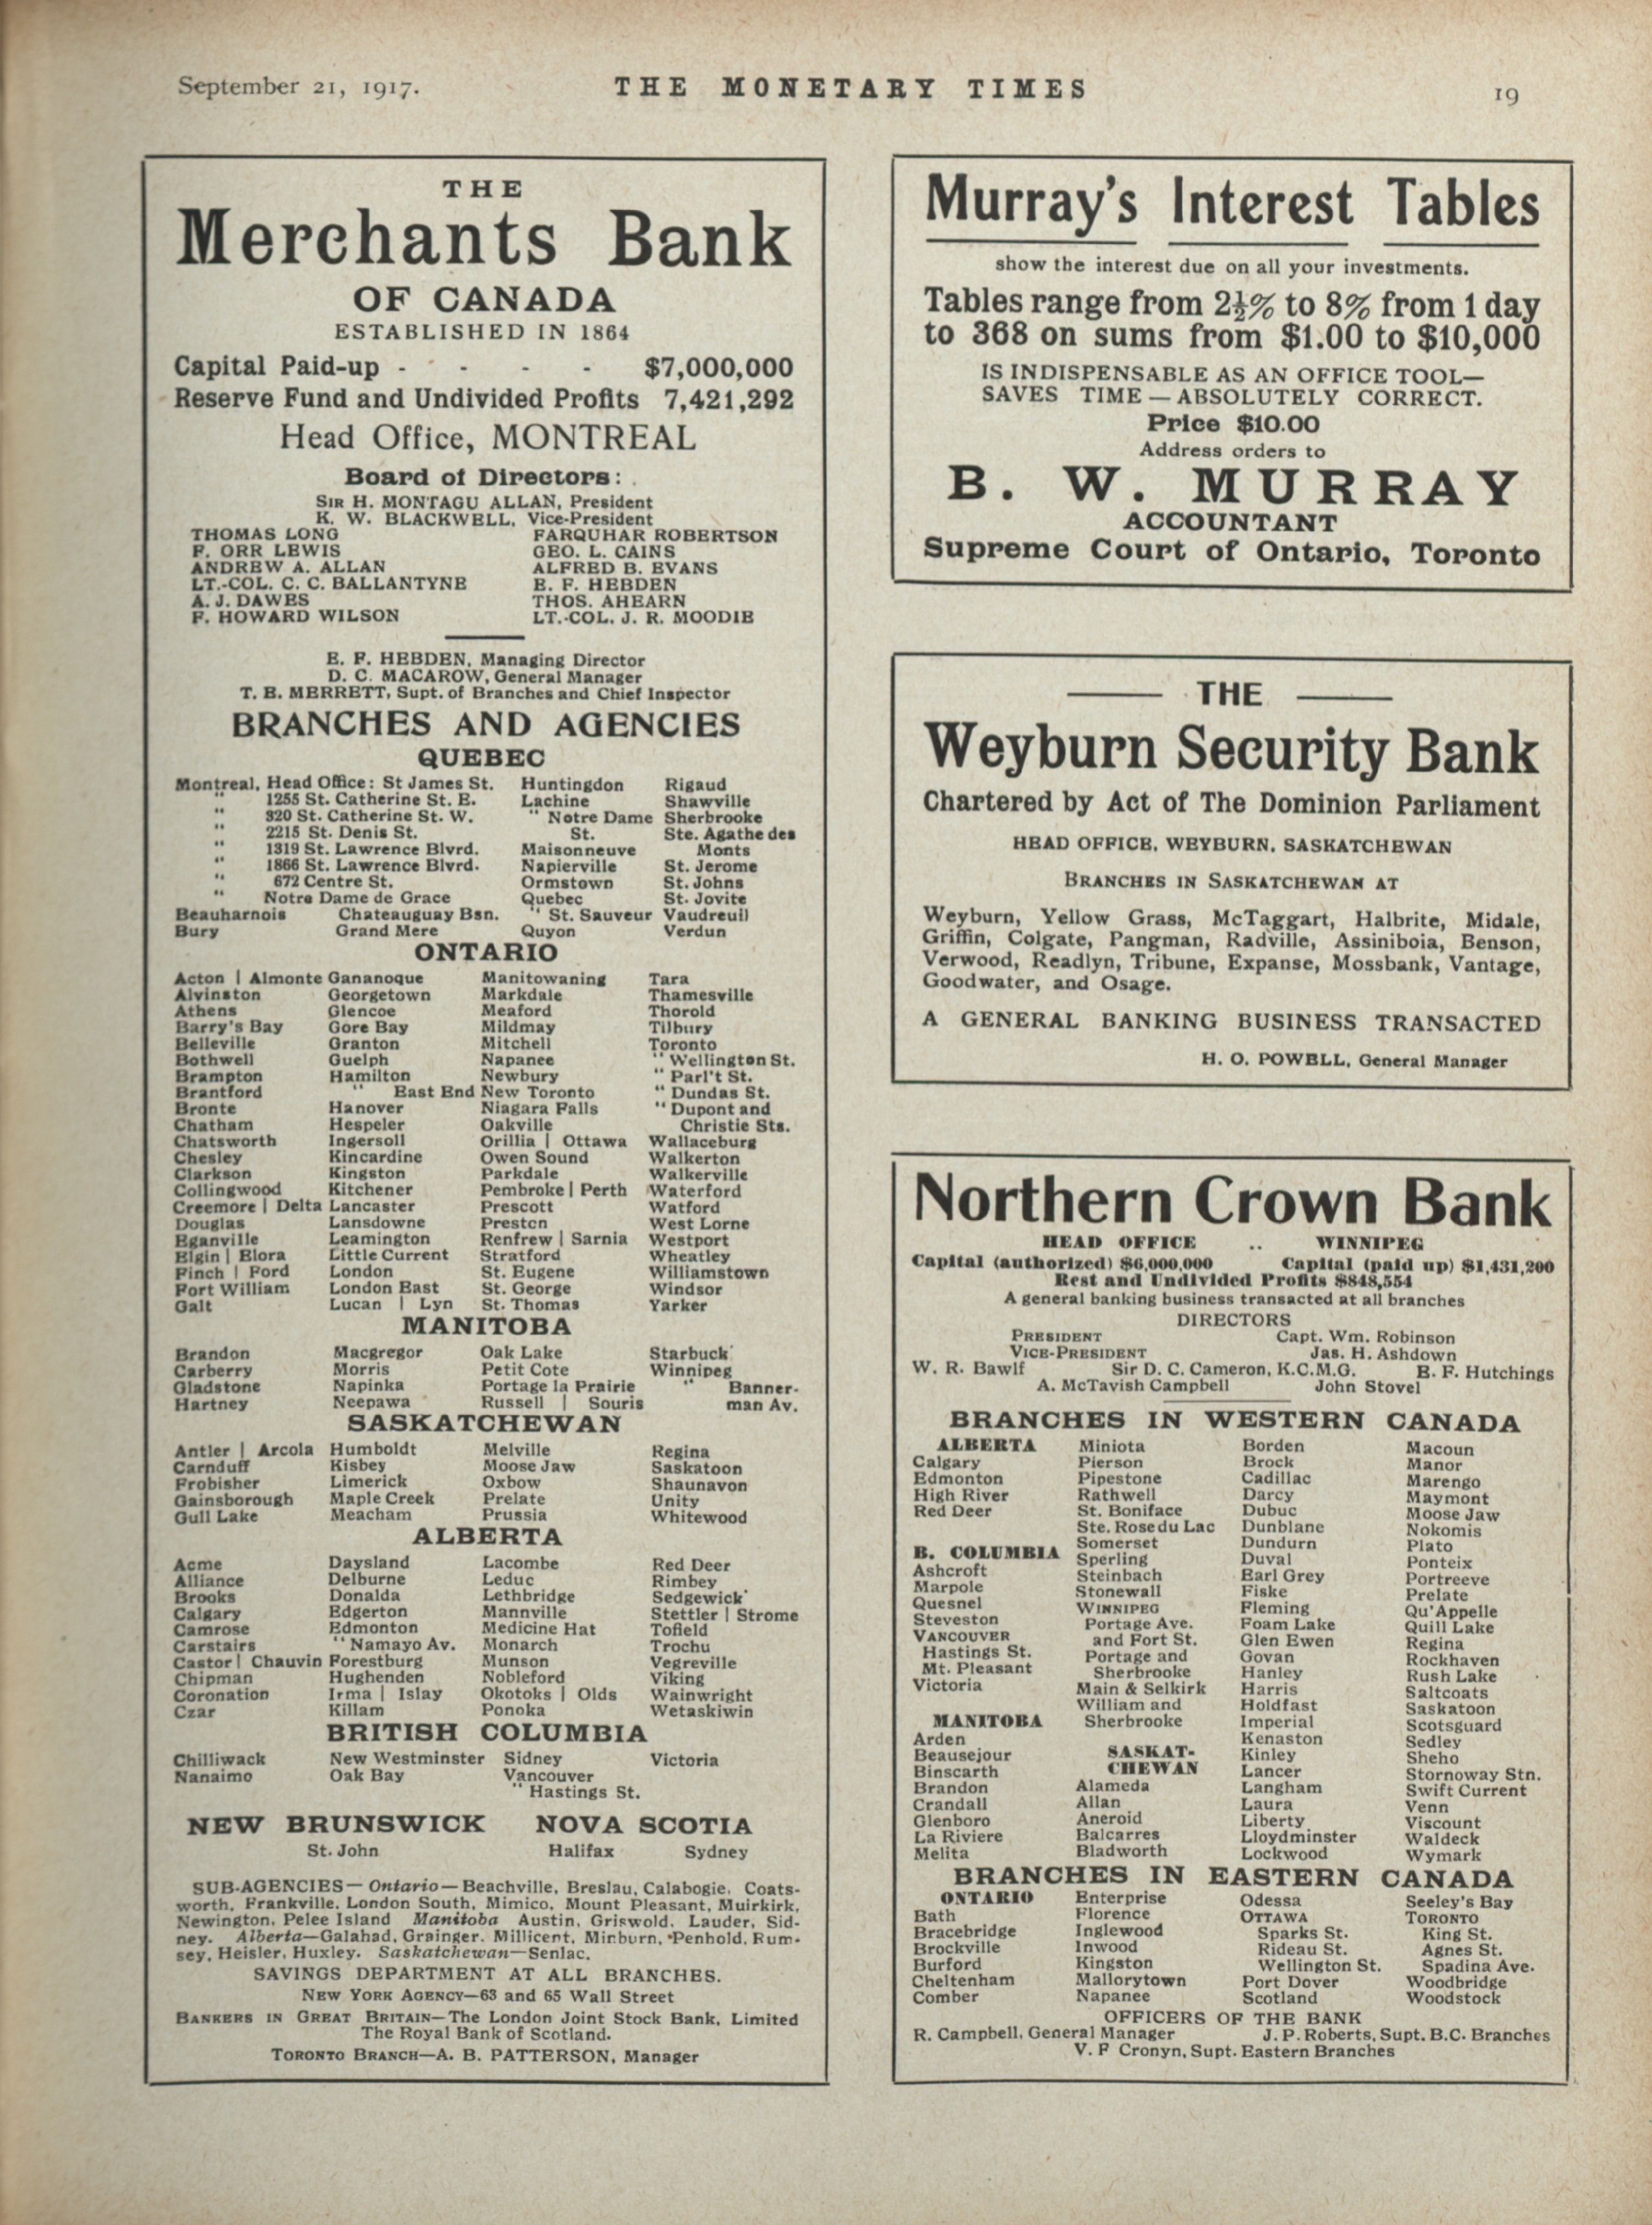 September 21, 1917.
THE MONETARY TIMES
19
THE
Merchants Bank
OF CANADA
ESTABLISHED IN 1864
Capital Paid-up - - - - $7,000,000
Reserve Fund and Undivided Profits 7,421,292
Head Office, MONTREAL
Board of Directors:
SIR H. MONTAGU ALLAN, President
K. W. BLACKWELL, Vice-President
THOMAS LONG FARQUHAR ROBERTSON
F. ORR LEWIS GEO. L. CAINS
ANDREW A. ALLAN ALFRED B. EVANS
LT.-COL. C. C. BALLANTYNE E. F. HEBDEN
A. J. DAWES THOS. AHEARN
F. HOWARD WILSON LT.-COL. J. R. MOODIE
E. F. HEBDEN, Managing Director
D. C. MACAROW, General Manager
T. E. MERRETT, Supt. of Branches and Chief Inspector
BRANCHES AND AGENCIES
QUEBEC
Montreal, Head Office: St James St. Huntingdon Rigaud
" 1255 St. Catherine St. E. Lachine Shawville
" 320 St. Catherine St. W. " Notre Dame Sherbrooke
" 2215 St. Denis St. St. Ste. Agathe des
" 1319 St. Lawrence Blvrd. Maisonneuve Monts
" 1866 St. Lawrence Blvrd. Napierville St. Jerome
" 672 Centre St. Ormstown St. Johns
" Notre Dame de Grace Quebec St. Jovite
Beauharnois Chateauguay Bsn. " St. Sauveur Vaudreuil
Bury Grand Mere Quyon Verdun
ONTARIO
Acton | Almonte Gananoque Manitowaning Tara
Alvinston Georgetown Markdale Thamesville
Athens Glencoe Meaford Thorold
Barry's Bay Gore Bay Mildmay Tilbury
Belleville Granton Mitchell Toronto
Bothwell Guelph Napanee " Wellington St.
Brampton Hamilton Newbury " Parl't St.
Brantford " East End New Toronto " Dundas St.
Bronte Hanover Niagara Falls " Dupont and
Chatham Hespeler Oakville Christie Sts.
Chatsworth Ingersoll Orillia | Ottawa Wallaceburg
Chesley Kincardine Owen Sound Walkerton
Clarkson Kingston Parkdale Walkerville
Collingwood Kitchener Pembroke | Perth Waterford
Creemore | Delta Lancaster Prescott Watford
Douglas Lansdowne Preston West Lorne
Eganville Leamington Renfrew | Sarnia Westport
Elgin | Elora Little Current Stratford Wheatley
Finch | Ford London St. Eugene Williamstown
Fort William London East St. George Windsor
Galt Lucan | Lyn St. Thomas Yarker
MANITOBA
Brandon Macgregor Oak Lake Starbuck
Carberry Morris Petit Cote Winnipeg
Gladstone Napinka Portage la Prairie " Banner-
Hartney Neepawa Russell | Souris man Av.
SASKATCHEWAN
Antler | Arcola Humboldt Melville Regina
Carnduff Kisbey Moose Jaw Saskatoon
Frobisher Limerick Oxbow Shaunavon
Gainsborough Maple Creek Prelate Unity
Gull Lake Meacham Prussia Whitewood
ALBERTA
Acme Daysland Lacombe Red Deer
Alliance Delburne Leduc Rimbey
Brooks Donalda Lethbridge Sedgewick
Calgary Edgerton Mannville Stettler | Strome
Camrose Edmonton Medicine Hat Tofield
Carstairs " Namayo Av. Monarch Trochu
Castor | Chauvin Forestburg Munson Vegreville
Chipman Hughenden Nobleford Viking
Coronation Irma | Islay Okotoks | Olds Wainwright
Czar Killam Ponoka Wetaskiwin
BRITISH COLUMBIA
Chilliwack New Westminster Sidney Victoria
Nanaimo Oak Bay Vancouver
" Hastings St.
NEW BRUNSWICK NOVA SCOTIA
St. John Halifax Sydney
SUB-AGENCIES—Ontario—Beachville, Breslau, Calabogie, Coats-
worth, Frankville, London South, Mimico, Mount Pleasant, Muirkirk,
Newington, Pelee Island Manitoba Austin, Griswold, Lauder, Sid-
ney. Alberta—Galahad, Grainger, Millicent, Minburn, Penhold, Rum-
sey, Heisler, Huxley. Saskatchewan—Senlac.
SAVINGS DEPARTMENT AT ALL BRANCHES.
NEW YORK AGENCY—63 and 65 Wall Street
BANKERS IN GREAT BRITAIN—The London Joint Stock Bank, Limited
The Royal Bank of Scotland.
TORONTO BRANCH—A. B. PATTERSON, Manager
Murray's Interest Tables
show the interest due on all your investments.
Tables range from 2½% to 8% from 1 day
to 368 on sums from $1.00 to $10,000
IS INDISPENSABLE AS AN OFFICE TOOL—
SAVES TIME—ABSOLUTELY CORRECT.
Price $10.00
Address orders to
B. W. MURRAY
ACCOUNTANT
Supreme Court of Ontario, Toronto
THE
Weyburn Security Bank
Chartered by Act of The Dominion Parliament
HEAD OFFICE, WEYBURN, SASKATCHEWAN
BRANCHES IN SASKATCHEWAN AT
Weyburn, Yellow Grass, McTaggart, Halbrite, Midale,
Griffin, Colgate, Pangman, Radville, Assiniboia, Benson,
Verwood, Readlyn, Tribune, Expanse, Mossbank, Vantage,
Goodwater, and Osage.
A GENERAL BANKING BUSINESS TRANSACTED
H. O. POWELL, General Manager
Northern Crown Bank
HEAD OFFICE .. WINNIPEG
Capital (authorized) $6,000,000 Capital (paid up) $1,431,200
Rest and Undivided Profits $848,554
A general banking business transacted at all branches
DIRECTORS
PRESIDENT Capt. Wm. Robinson
VICE-PRESIDENT Jas. H. Ashdown
W. R. Bawlf Sir D. C. Cameron, K.C.M.G. E. F. Hutchings
A. McTavish Campbell John Stovel
BRANCHES IN WESTERN CANADA
ALBERTA Miniota Borden Macoun
Calgary Pierson Brock Manor
Edmonton Pipestone Cadillac Marengo
High River Rathwell Darcy Maymont
Red Deer St. Boniface Dubuc Moose Jaw
Ste. Rose du Lac Dunblane Nokomis
Somerset Dundurn Plato
B. COLUMBIA Sperling Duval Ponteix
Ashcroft Steinbach Earl Grey Portreeve
Marpole Stonewall Fiske Prelate
Quesnel WINNIPEG Fleming Qu'Appelle
Steveston Portage Ave. Foam Lake Quill Lake
VANCOUVER and Fort St. Glen Ewen Regina
Hastings St. Portage and Govan Rockhaven
Mt. Pleasant Sherbrooke Hanley Rush Lake
Victoria Main & Selkirk Harris Saltcoats
William and Holdfast Saskatoon
MANITOBA Sherbrooke Imperial Scotsguard
Arden Kenaston Sedley
Beausejour SASKAT- Kinley Sheho
Binscarth CHEWAN Lancer Stornoway Stn.
Brandon Alameda Langham Swift Current
Crandall Allan Laura Venn
Glenboro Aneroid Liberty Viscount
La Riviere Balcarres Lloydminster Waldeck
Melita Bladworth Lockwood Wymark
BRANCHES IN EASTERN CANADA
ONTARIO Enterprise Odessa Seeley's Bay
Bath Florence OTTAWA TORONTO
Bracebridge Inglewood Sparks St. King St.
Brockville Inwood Rideau St. Agnes St.
Burford Kingston Wellington St. Spadina Ave.
Cheltenham Mallorytown Port Dover Woodbridge
Comber Napanee Scotland Woodstock
OFFICERS OF THE BANK
R. Campbell, General Manager J. P. Roberts, Supt. B.C. Branches
V. F Cronyn, Supt. Eastern Branches